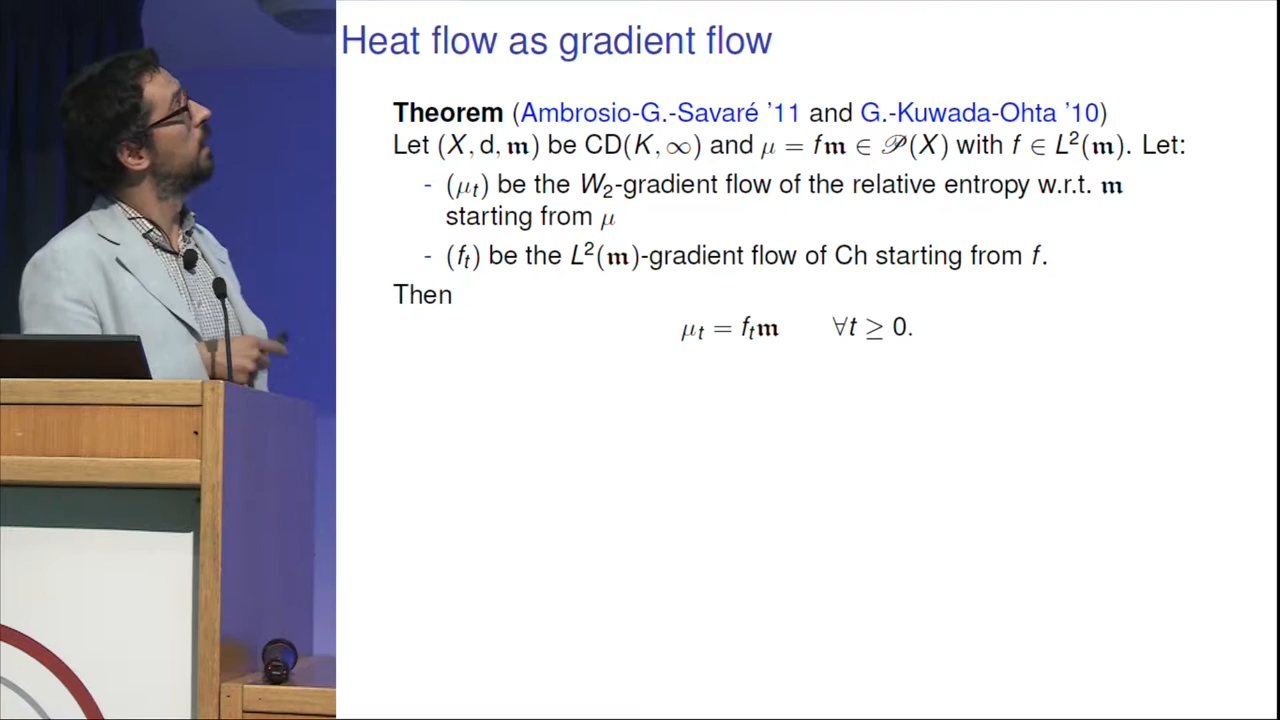 Heat flow as gradient flow
Theorem (Ambrosio-G.-Savaré '11 and G.-Kuwada-Ohta '10)
Let (X, d, 𝔪) be CD(K, ∞) and μ = f𝔪 ∈ 𝒫(X) with f ∈ L²(𝔪). Let:
- (μₜ) be the W₂-gradient flow of the relative entropy w.r.t. 𝔪
starting from μ
- (fₜ) be the L²(𝔪)-gradient flow of Ch starting from f.
Then
μₜ = fₜ𝔪 ∀t ≥ 0.